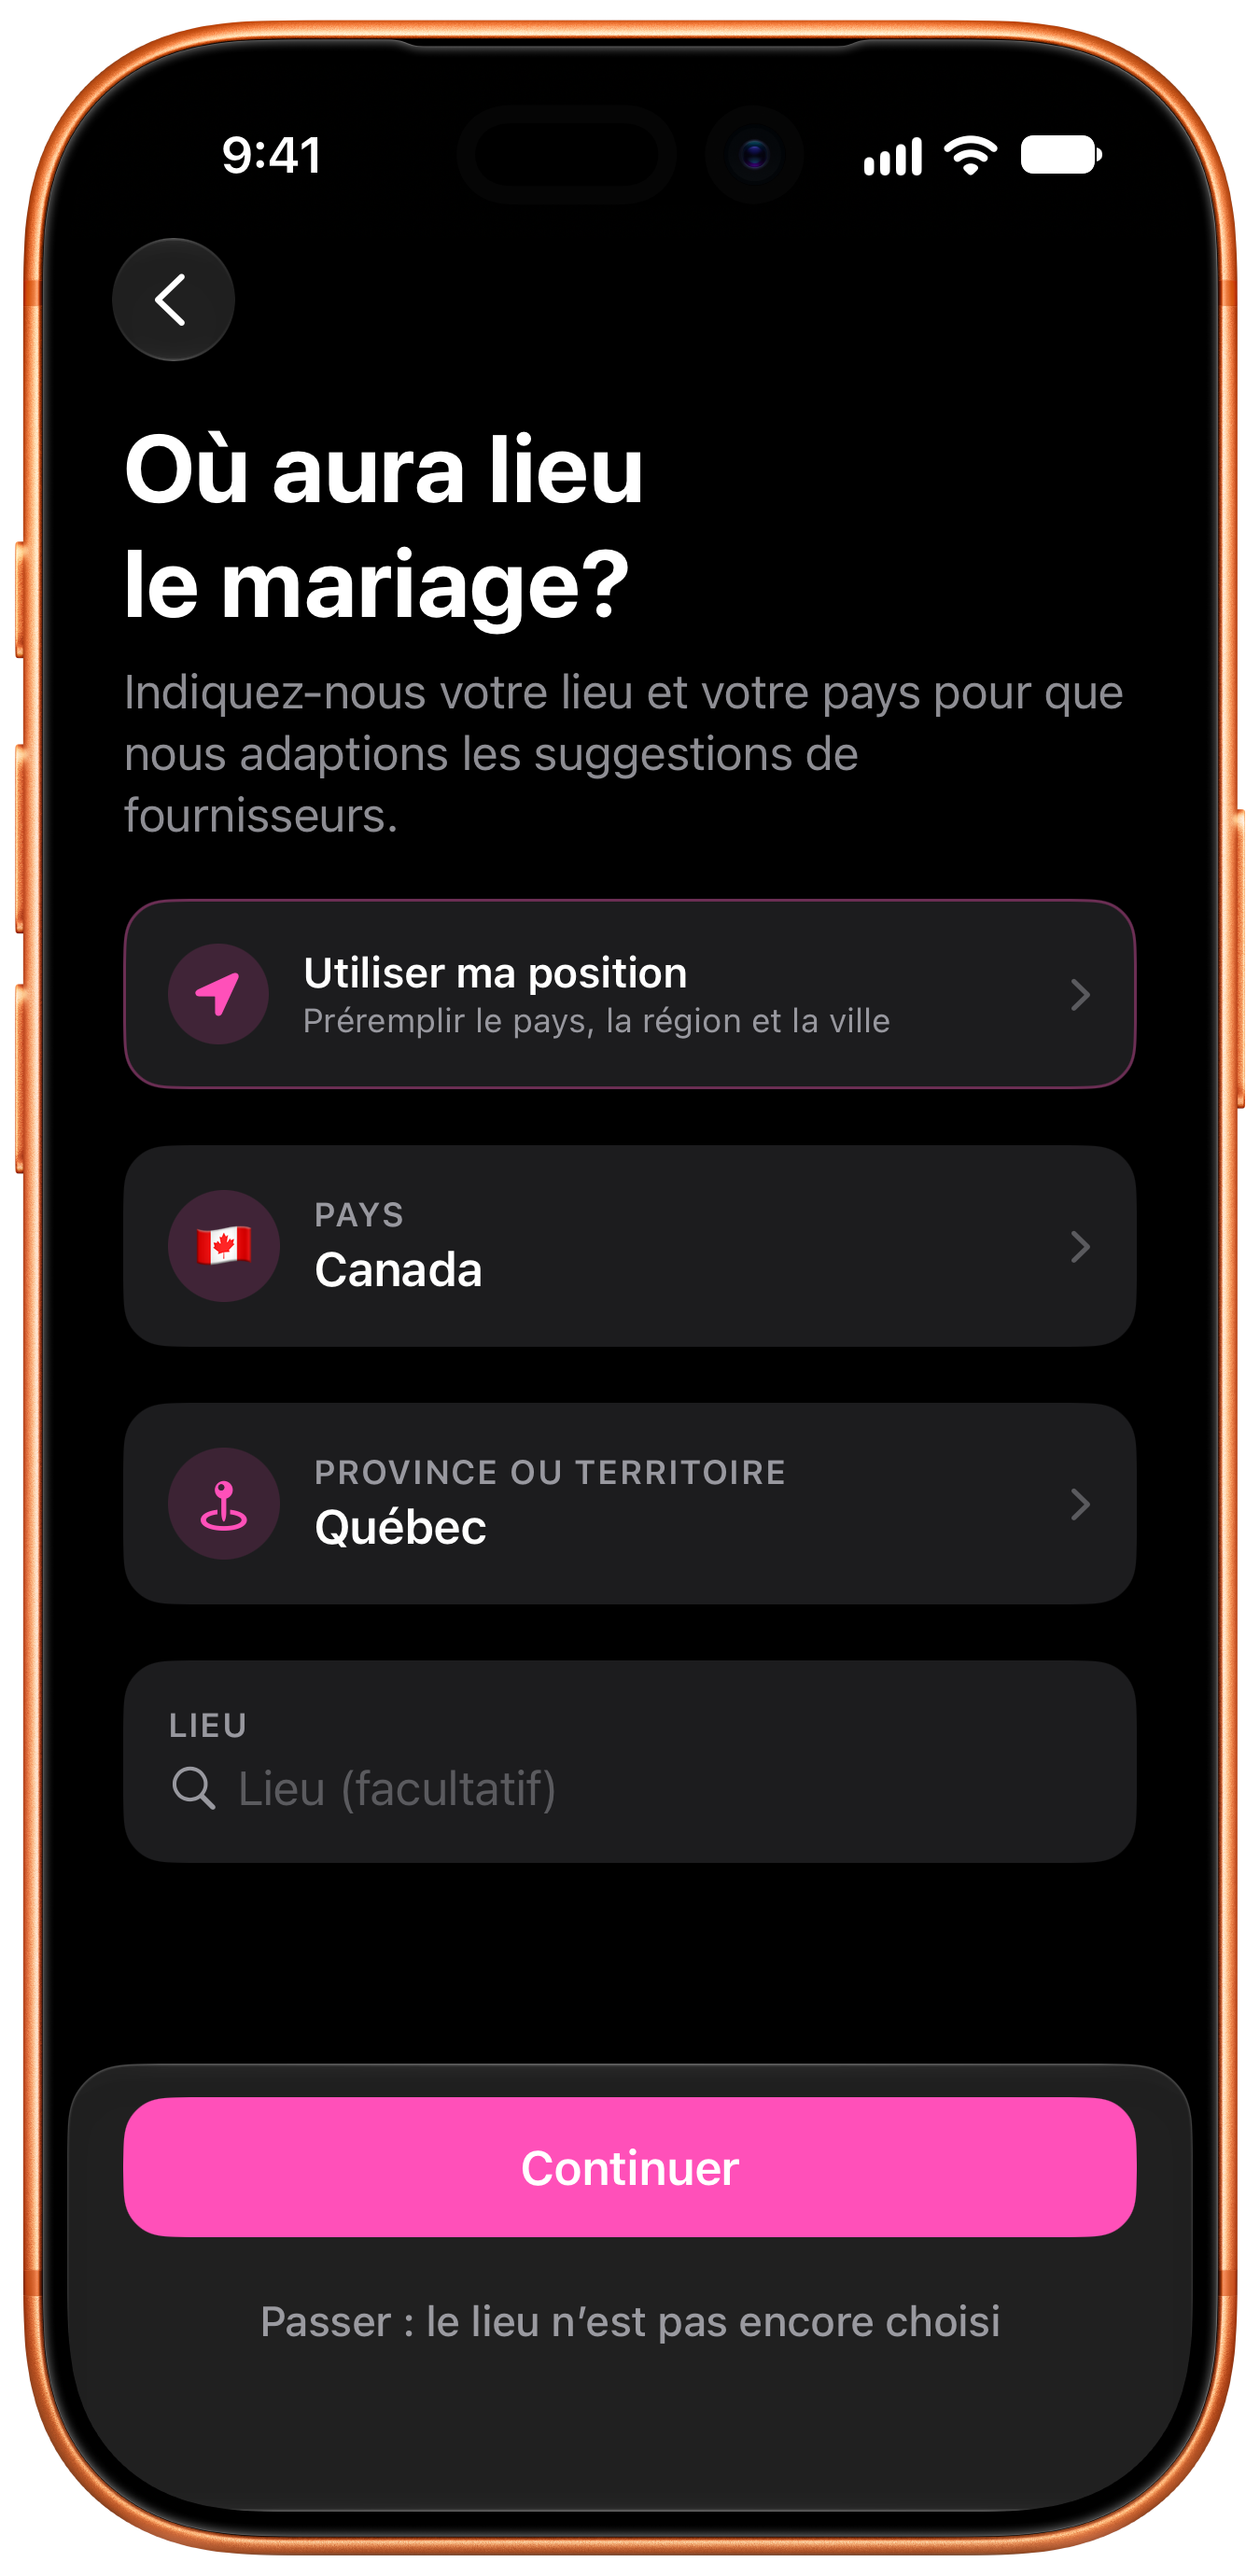 9:41
Où aura lieu
le mariage?
Indiquez-nous votre lieu et votre pays pour que
nous adaptions les suggestions de
fournisseurs.
Utiliser ma position
Préremplir le pays, la région et la ville
PAYS
Canada
PROVINCE OU TERRITOIRE
Québec
LIEU
Lieu (facultatif)
Continuer
Passer : le lieu n’est pas encore choisi